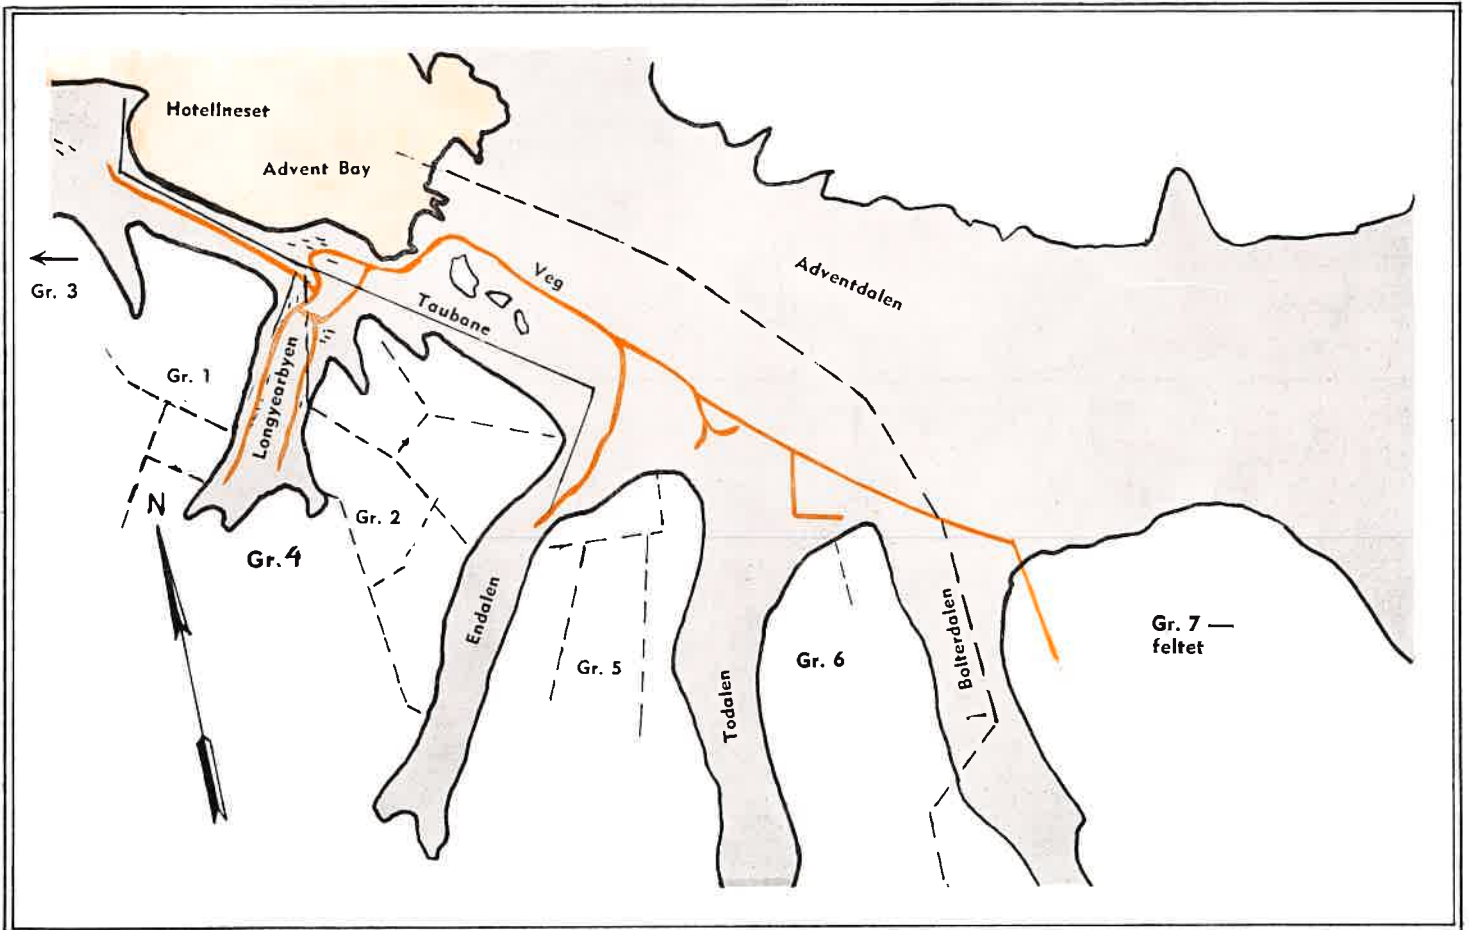 Hotellneset
Advent Bay
Gr. 3
Veg
Adventdalen
Taubane
Gr. 1
Longyearbyen
N
Gr. 2
Gr. 4
Endalen
Gr. 5
Todalen
Gr. 6
Bolterdalen
Gr. 7 —
feltet